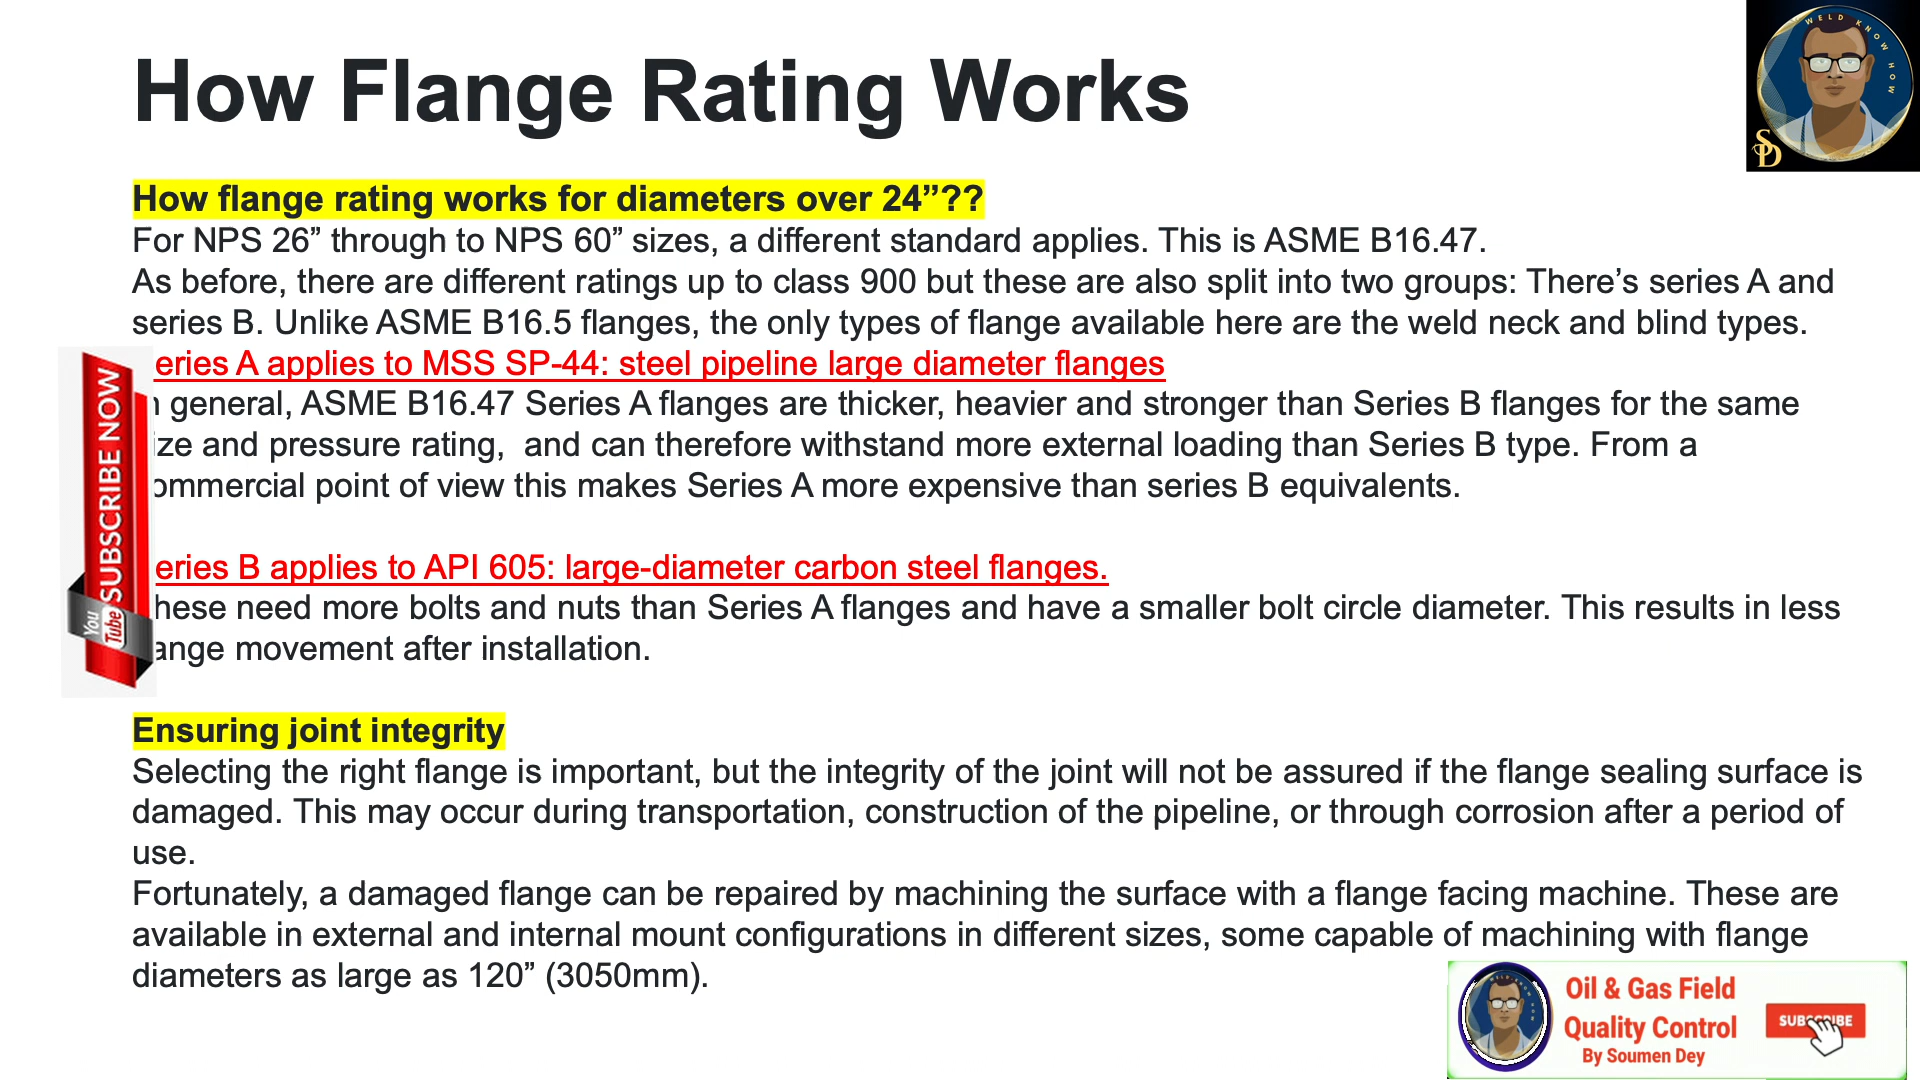 How Flange Rating Works
WELD KNOW HOW
SD
How flange rating works for diameters over 24”??
For NPS 26” through to NPS 60” sizes, a different standard applies. This is ASME B16.47.
As before, there are different ratings up to class 900 but these are also split into two groups: There’s series A and
series B. Unlike ASME B16.5 flanges, the only types of flange available here are the weld neck and blind types.
eries A applies to MSS SP-44: steel pipeline large diameter flanges
n general, ASME B16.47 Series A flanges are thicker, heavier and stronger than Series B flanges for the same
ize and pressure rating,  and can therefore withstand more external loading than Series B type. From a
ommercial point of view this makes Series A more expensive than series B equivalents.
eries B applies to API 605: large-diameter carbon steel flanges.
hese need more bolts and nuts than Series A flanges and have a smaller bolt circle diameter. This results in less
ange movement after installation.
SUBSCRIBE NOW
You Tube
Ensuring joint integrity
Selecting the right flange is important, but the integrity of the joint will not be assured if the flange sealing surface is
damaged. This may occur during transportation, construction of the pipeline, or through corrosion after a period of
use.
Fortunately, a damaged flange can be repaired by machining the surface with a flange facing machine. These are
available in external and internal mount configurations in different sizes, some capable of machining with flange
diameters as large as 120” (3050mm).
Oil & Gas Field
Quality Control
By Soumen Dey
SUBSCRIBE